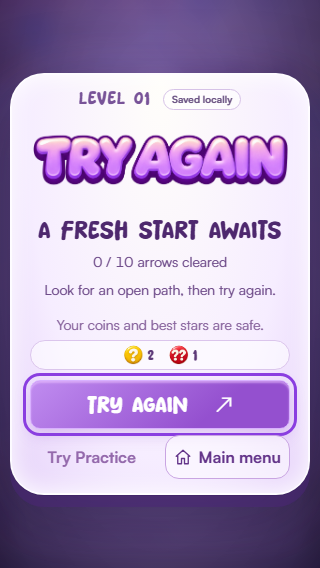 LEVEL 01 Saved locally
TRY AGAIN
A FRESH START AWAITS
0 / 10 arrows cleared
Look for an open path, then try again.
Your coins and best stars are safe.
? 2 ?? 1
TRY AGAIN ↗
Try Practice Main menu